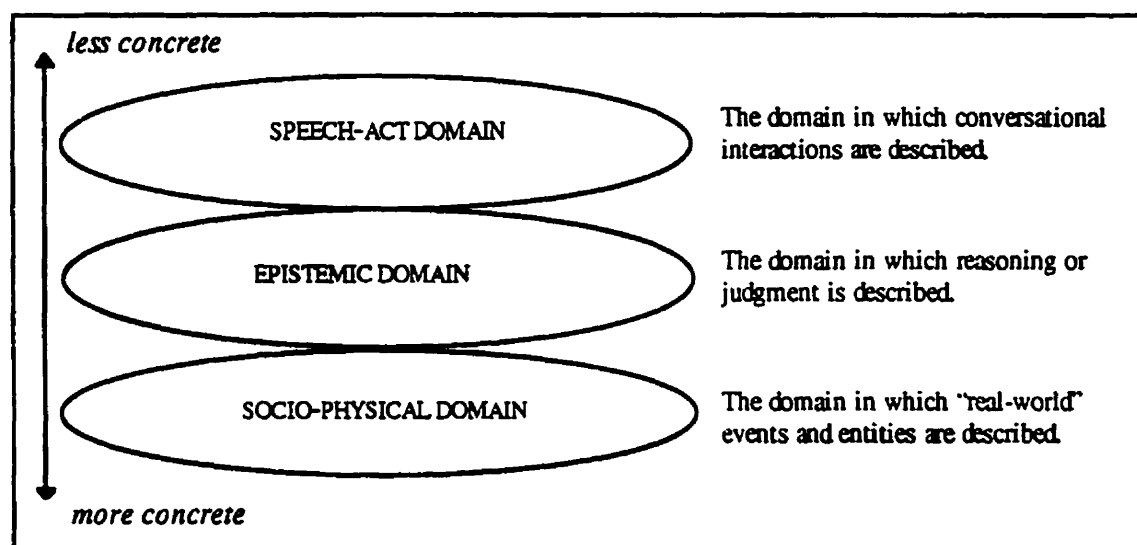 less concrete
SPEECH-ACT DOMAIN
The domain in which conversational
interactions are described.
EPISTEMIC DOMAIN
The domain in which reasoning or
judgment is described.
SOCIO-PHYSICAL DOMAIN
The domain in which "real-world"
events and entities are described.
more concrete